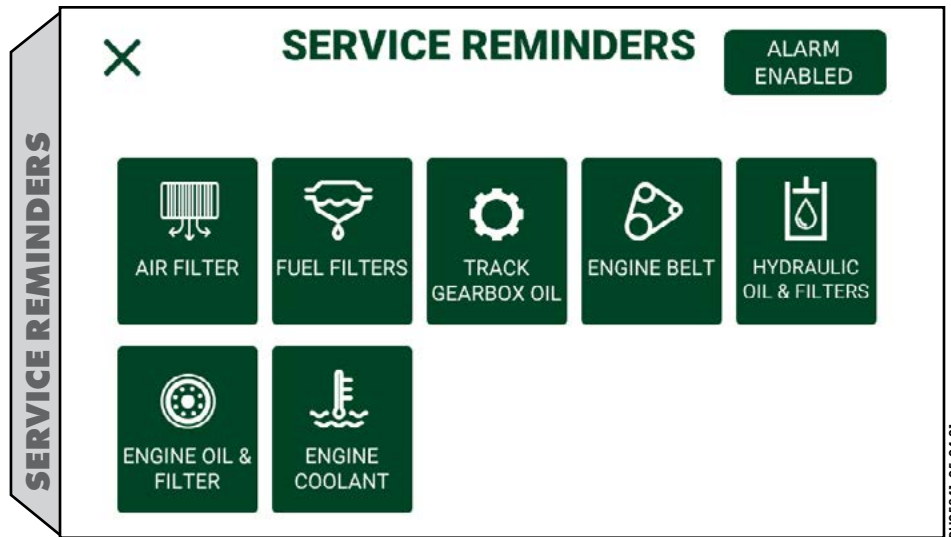 SERVICE REMINDERS
SERVICE REMINDERS
ALARM
ENABLED
AIR FILTER
FUEL FILTERS
TRACK
GEARBOX OIL
ENGINE BELT
HYDRAULIC
OIL & FILTERS
ENGINE OIL &
FILTER
ENGINE
COOLANT